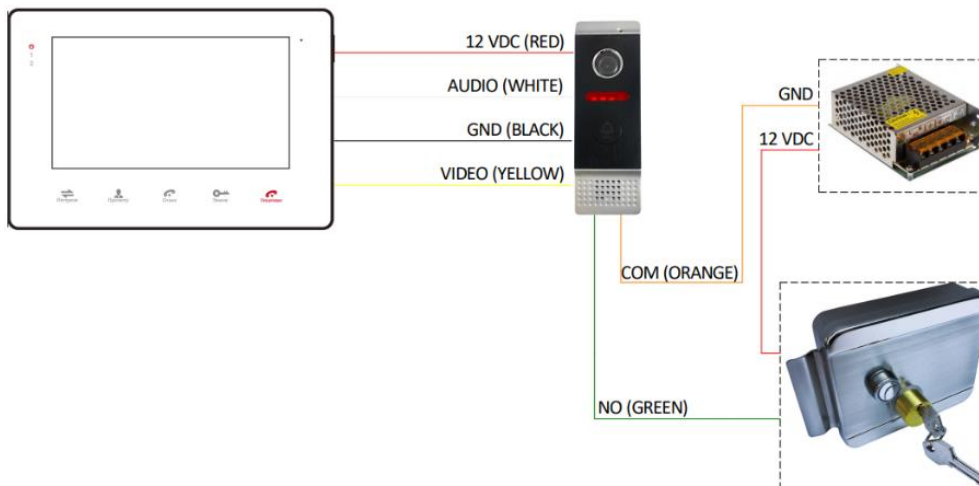 12 VDC (RED)
AUDIO (WHITE)
GND (BLACK)
VIDEO (YELLOW)
GND
12 VDC
COM (ORANGE)
NO (GREEN)